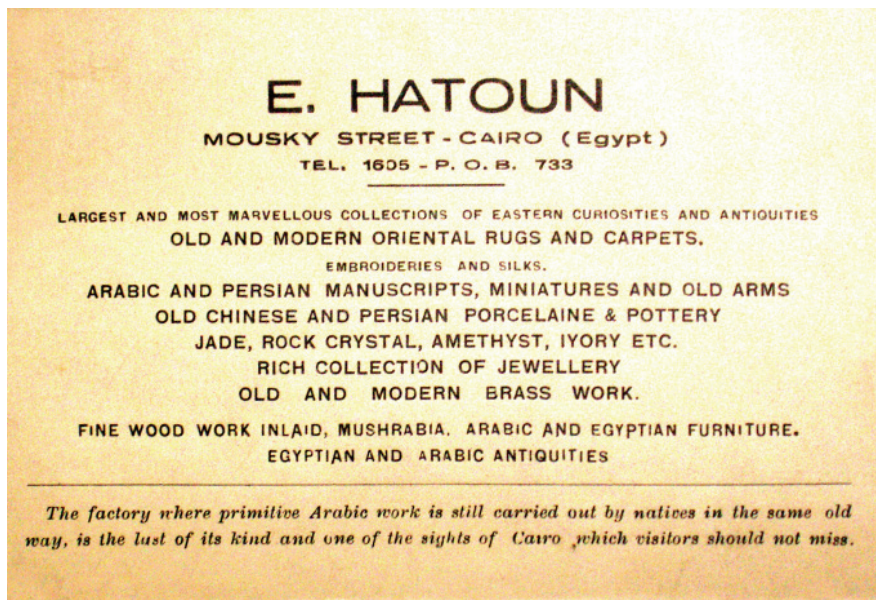 E. HATOUN
MOUSKY STREET - CAIRO (Egypt)
TEL. 1605 - P. O. B. 733
LARGEST AND MOST MARVELLOUS COLLECTIONS OF EASTERN CURIOSITIES AND ANTIQUITIES
OLD AND MODERN ORIENTAL RUGS AND CARPETS.
EMBROIDERIES AND SILKS.
ARABIC AND PERSIAN MANUSCRIPTS, MINIATURES AND OLD ARMS
OLD CHINESE AND PERSIAN PORCELAINE & POTTERY
JADE, ROCK CRYSTAL, AMETHYST, IVORY ETC.
RICH COLLECTION OF JEWELLERY
OLD AND MODERN BRASS WORK.
FINE WOOD WORK INLAID, MUSHRABIA. ARABIC AND EGYPTIAN FURNITURE.
EGYPTIAN AND ARABIC ANTIQUITIES
The factory where primitive Arabic work is still carried out by natives in the same old
way, is the last of its kind and one of the sights of Cairo which visitors should not miss.